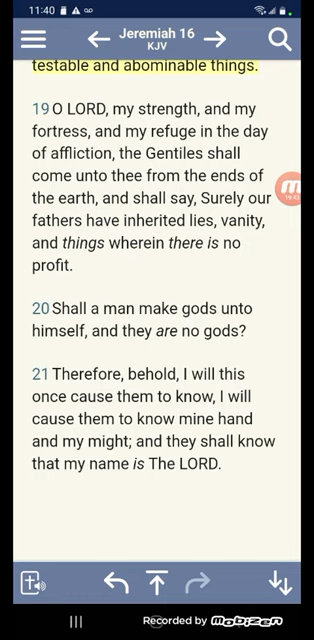 11:40
Jeremiah 16
KJV
testable and abominable things.
19 O LORD, my strength, and my
fortress, and my refuge in the day
of affliction, the Gentiles shall
come unto thee from the ends of
the earth, and shall say, Surely our
fathers have inherited lies, vanity,
and things wherein there is no
profit.
20 Shall a man make gods unto
himself, and they are no gods?
21 Therefore, behold, I will this
once cause them to know, I will
cause them to know mine hand
and my might; and they shall know
that my name is The LORD.
Recorded by mobizen